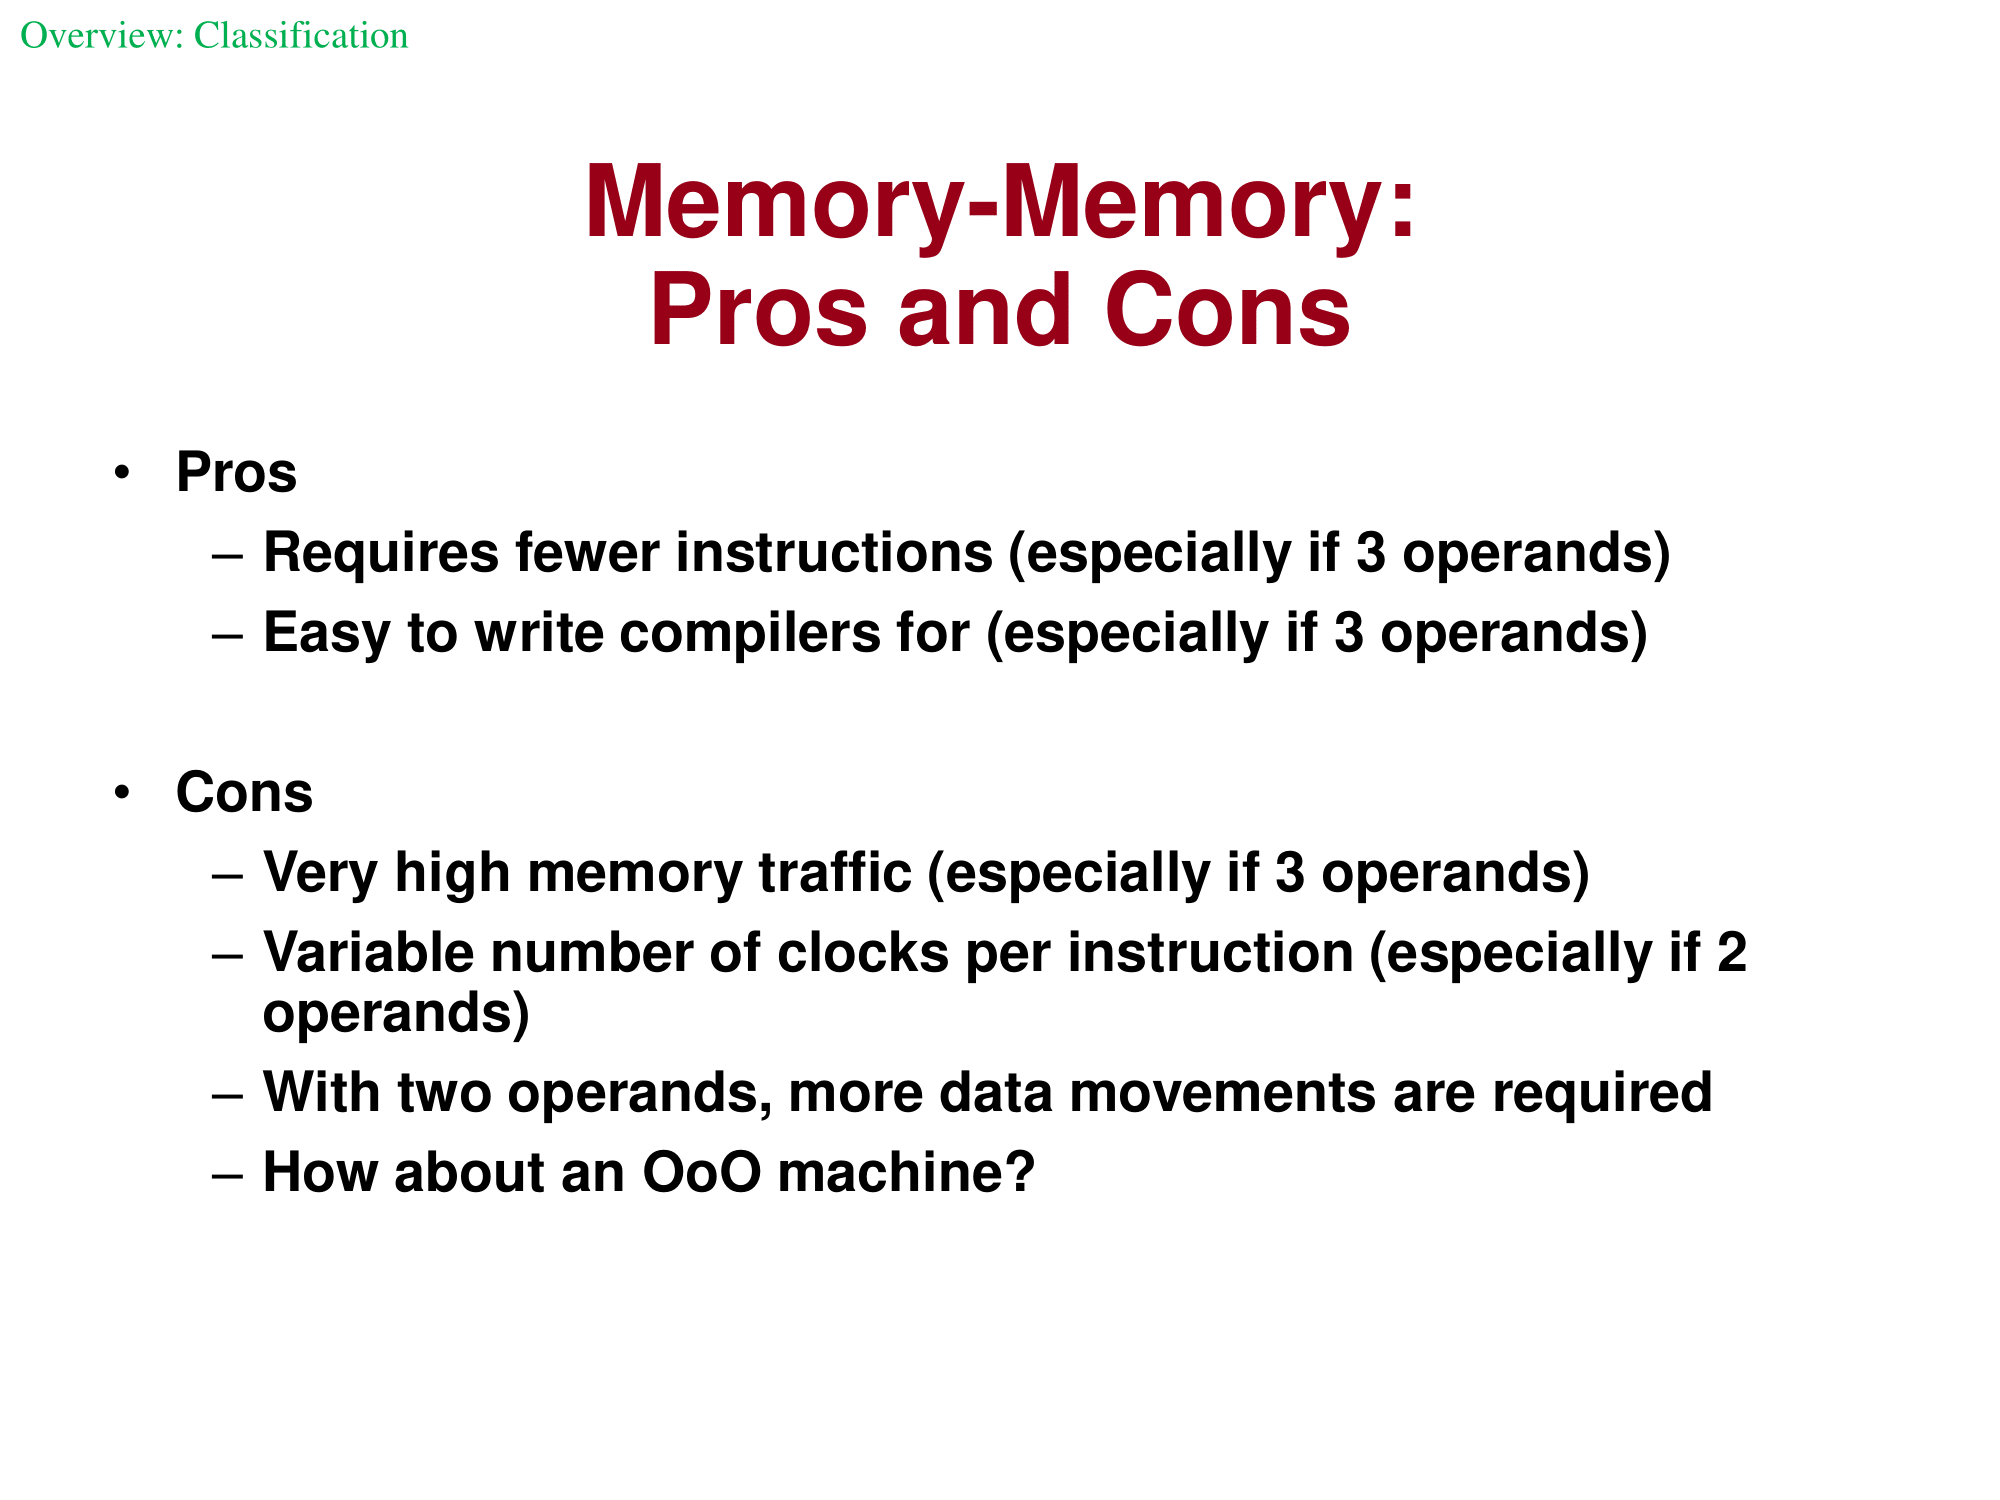 Overview: Classification
Memory-Memory:
Pros and Cons
• Pros
– Requires fewer instructions (especially if 3 operands)
– Easy to write compilers for (especially if 3 operands)
• Cons
– Very high memory traffic (especially if 3 operands)
– Variable number of clocks per instruction (especially if 2
operands)
– With two operands, more data movements are required
– How about an OoO machine?